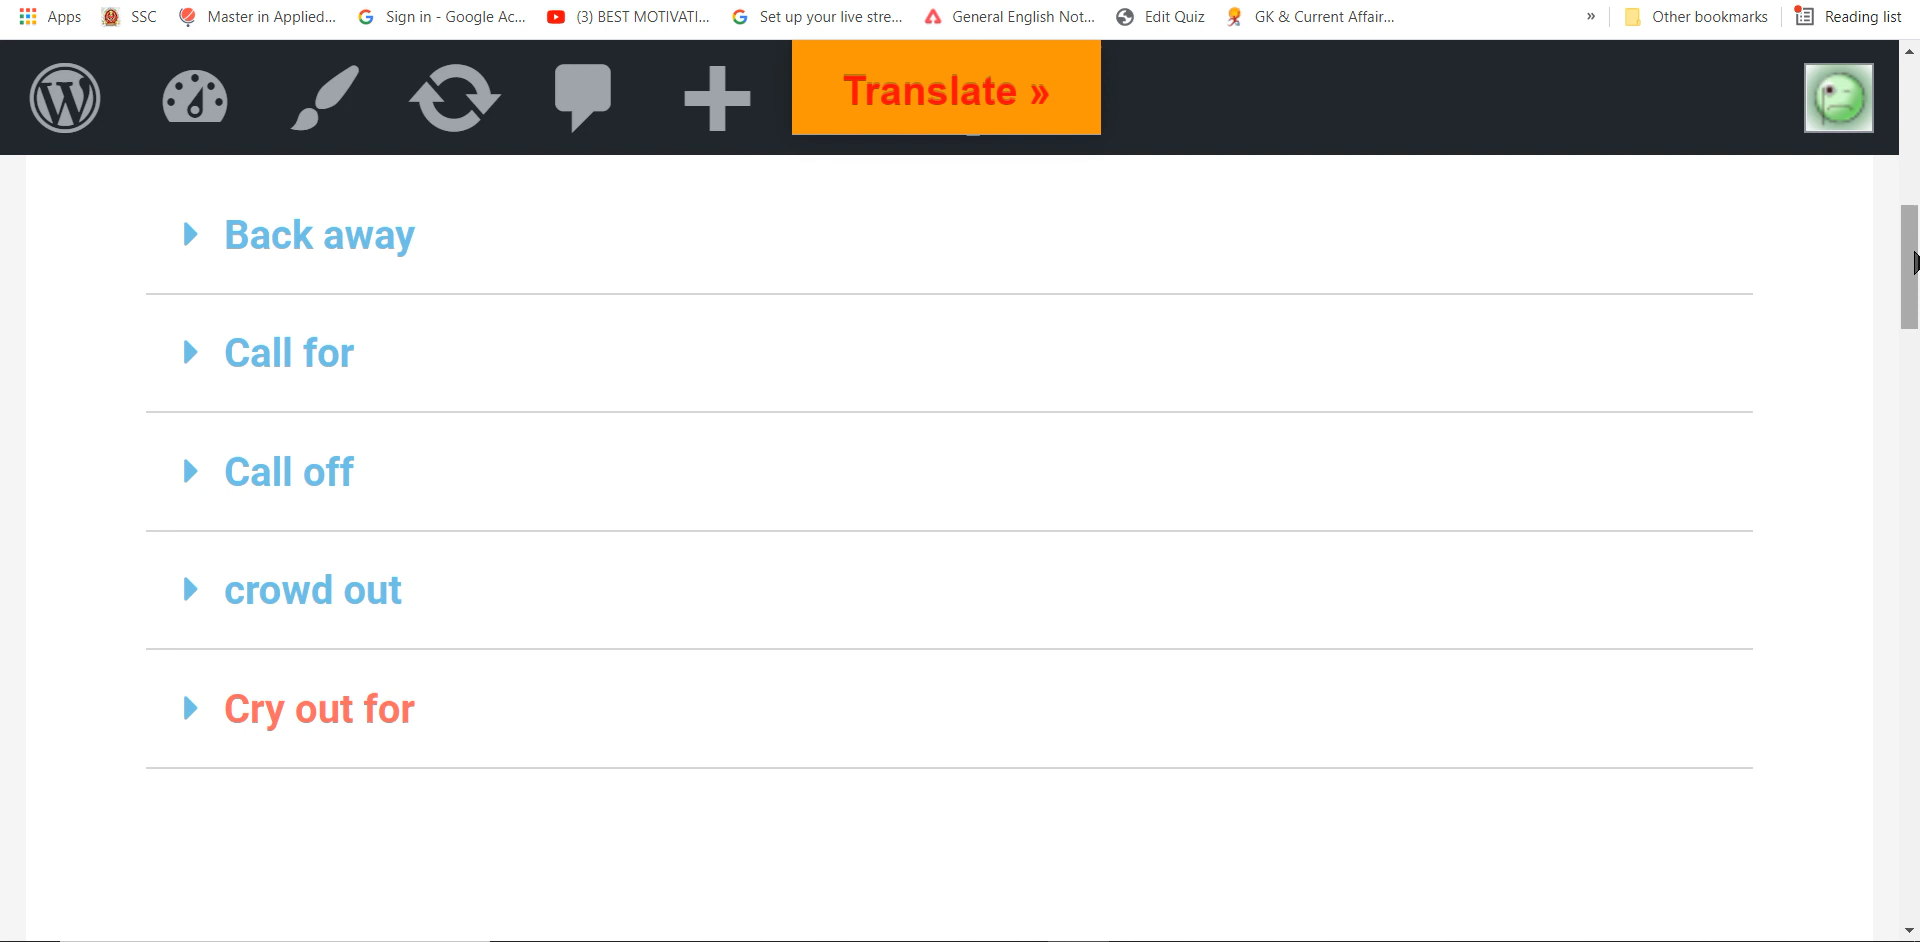 Apps SSC Master in Applied... Sign in - Google Ac... (3) BEST MOTIVATI... Set up your live stre... General English Not... Edit Quiz GK & Current Affair... » Other bookmarks Reading list
Translate »
Back away
Call for
Call off
crowd out
Cry out for